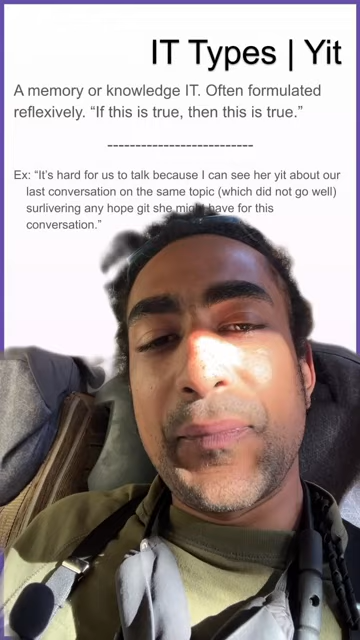 IT Types | Yit
A memory or knowledge IT. Often formulated
reflexively. “If this is true, then this is true.”
--------------------------
Ex: “It’s hard for us to talk because I can see her yit about our
last conversation on the same topic (which did not go well)
surlivering any hope git she might have for this
conversation.”